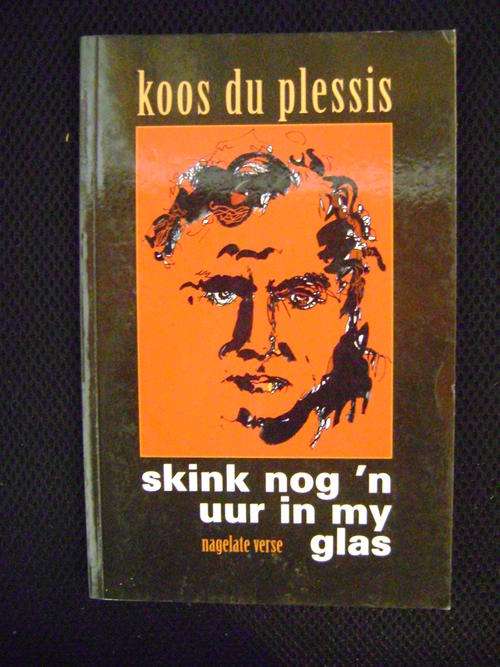 koos du plessis
skink nog 'n
uur in my
nagelate verse glas